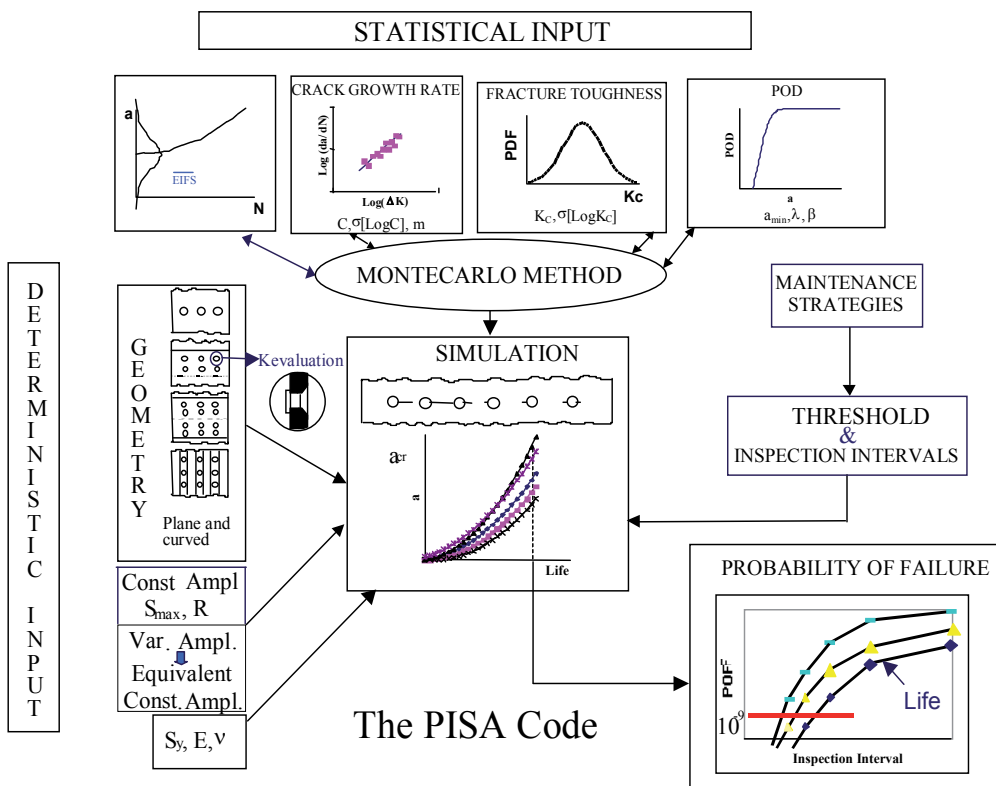 STATISTICAL INPUT
a
EIFS
N
CRACK GROWTH RATE
Log (da/dN)
Log(ΔK)
C,σ[LogC], m
FRACTURE TOUGHNESS
PDF
Kc
K_C,σ[LogK_C]
POD
POD
a
a_min,λ, β
MONTECARLO METHOD
DETERMINISTIC INPUT
GEOMETRY
Kevaluation
Plane and
curved
SIMULATION
a_cr
a
Life
MAINTENANCE
STRATEGIES
THRESHOLD
&
INSPECTION INTERVALS
Const Ampl
S_max, R
Var. Ampl.
Equivalent
Const. Ampl.
S_y, E, ν
The PISA Code
PROBABILITY OF FAILURE
POF
10^-9
Life
Inspection Interval